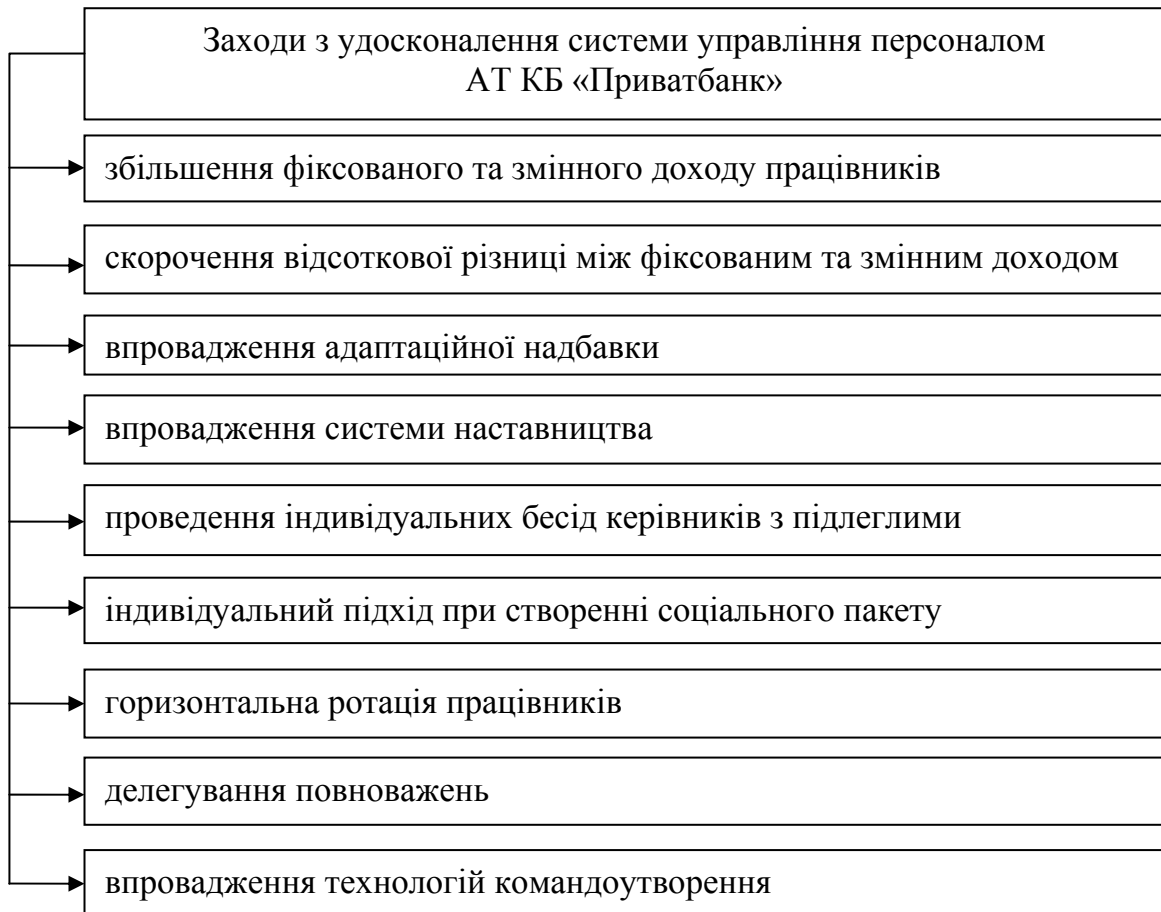 Заходи з удосконалення системи управління персоналом
АТ КБ «Приватбанк»
збільшення фіксованого та змінного доходу працівників
скорочення відсоткової різниці між фіксованим та змінним доходом
впровадження адаптаційної надбавки
впровадження системи наставництва
проведення індивідуальних бесід керівників з підлеглими
індивідуальний підхід при створенні соціального пакету
горизонтальна ротація працівників
делегування повноважень
впровадження технологій командоутворення